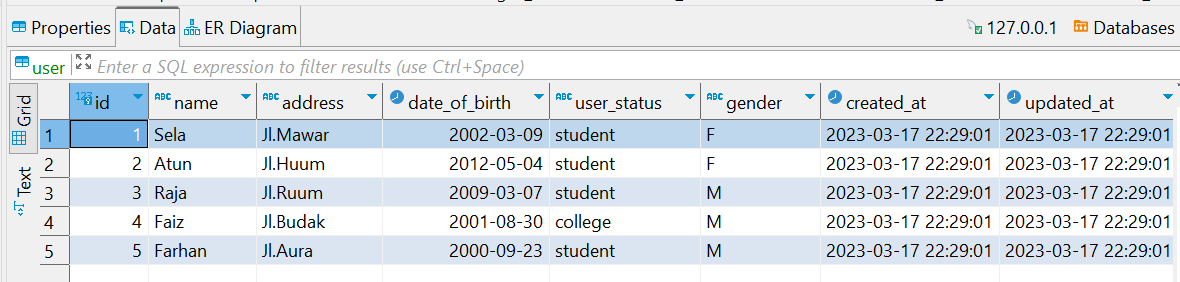 Properties Data ER Diagram 127.0.0.1 Databases
user Enter a SQL expression to filter results (use Ctrl+Space)
Grid
Text
123 id ABC name ABC address date_of_birth ABC user_status ABC gender created_at updated_at
1 1 Sela Jl.Mawar 2002-03-09 student F 2023-03-17 22:29:01 2023-03-17 22:29:01
2 2 Atun Jl.Huum 2012-05-04 student F 2023-03-17 22:29:01 2023-03-17 22:29:01
3 3 Raja Jl.Ruum 2009-03-07 student M 2023-03-17 22:29:01 2023-03-17 22:29:01
4 4 Faiz Jl.Budak 2001-08-30 college M 2023-03-17 22:29:01 2023-03-17 22:29:01
5 5 Farhan Jl.Aura 2000-09-23 student M 2023-03-17 22:29:01 2023-03-17 22:29:01